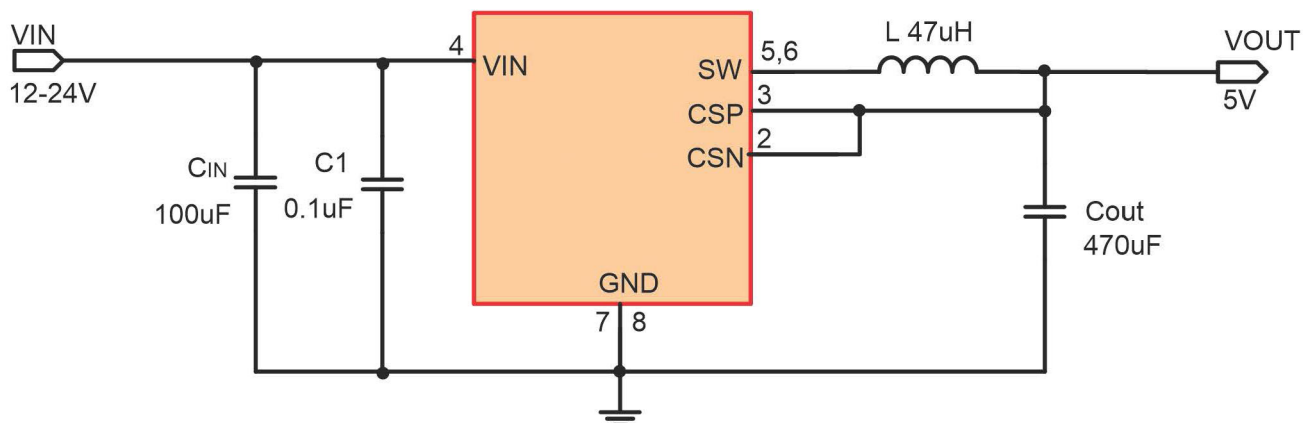 VIN
12-24V
CIN
100uF
C1
0.1uF
4
VIN
SW
5,6
CSP
3
CSN
2
GND
7 8
L 47uH
VOUT
5V
Cout
470uF